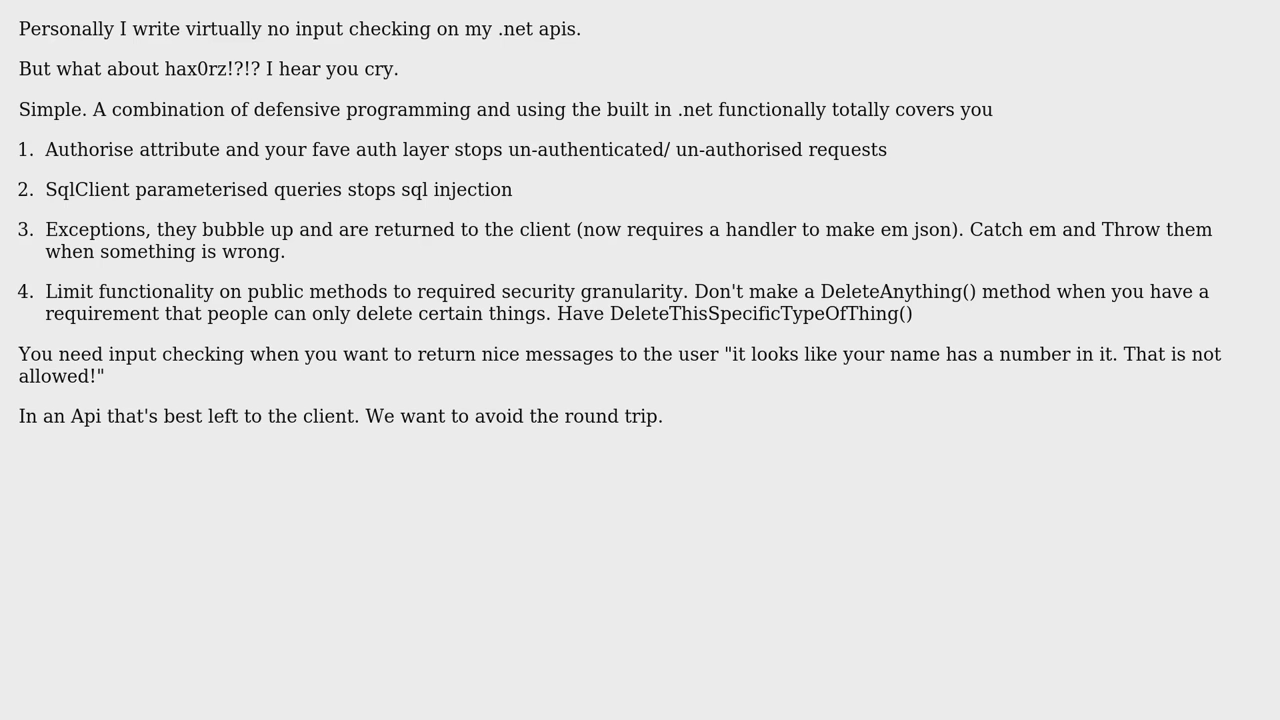 Personally I write virtually no input checking on my .net apis.
But what about hax0rz!?!? I hear you cry.
Simple. A combination of defensive programming and using the built in .net functionally totally covers you
1. Authorise attribute and your fave auth layer stops un-authenticated/ un-authorised requests
2. SqlClient parameterised queries stops sql injection
3. Exceptions, they bubble up and are returned to the client (now requires a handler to make em json). Catch em and Throw them
when something is wrong.
4. Limit functionality on public methods to required security granularity. Don't make a DeleteAnything() method when you have a
requirement that people can only delete certain things. Have DeleteThisSpecificTypeOfThing()
You need input checking when you want to return nice messages to the user "it looks like your name has a number in it. That is not
allowed!"
In an Api that's best left to the client. We want to avoid the round trip.